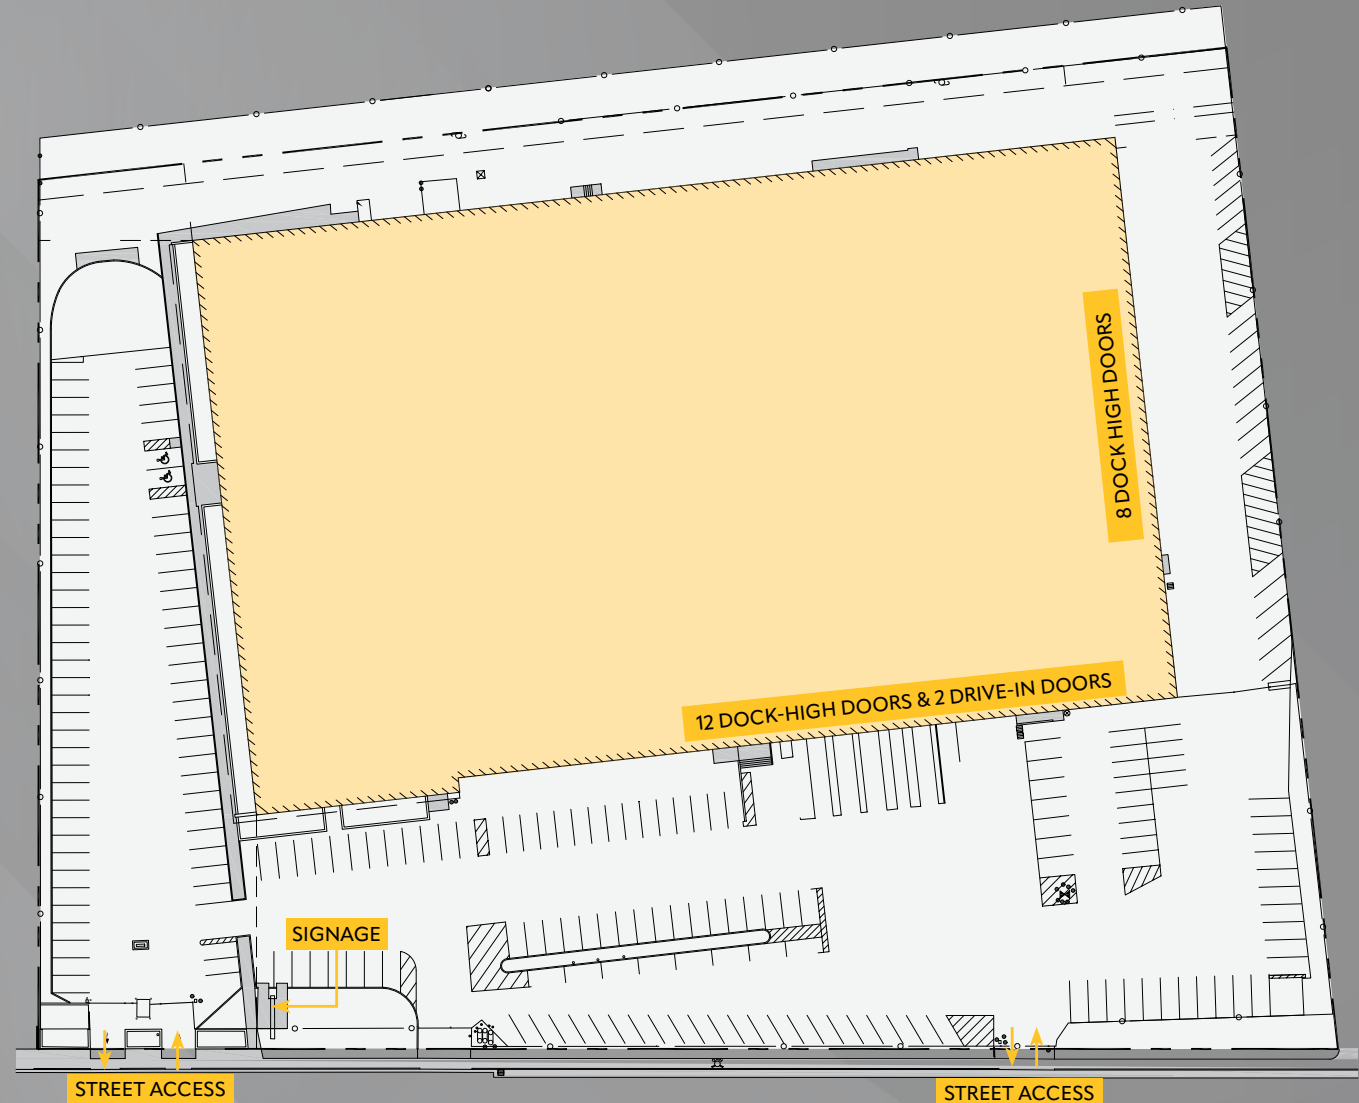 8 DOCK HIGH DOORS
12 DOCK-HIGH DOORS & 2 DRIVE-IN DOORS
SIGNAGE
STREET ACCESS
STREET ACCESS